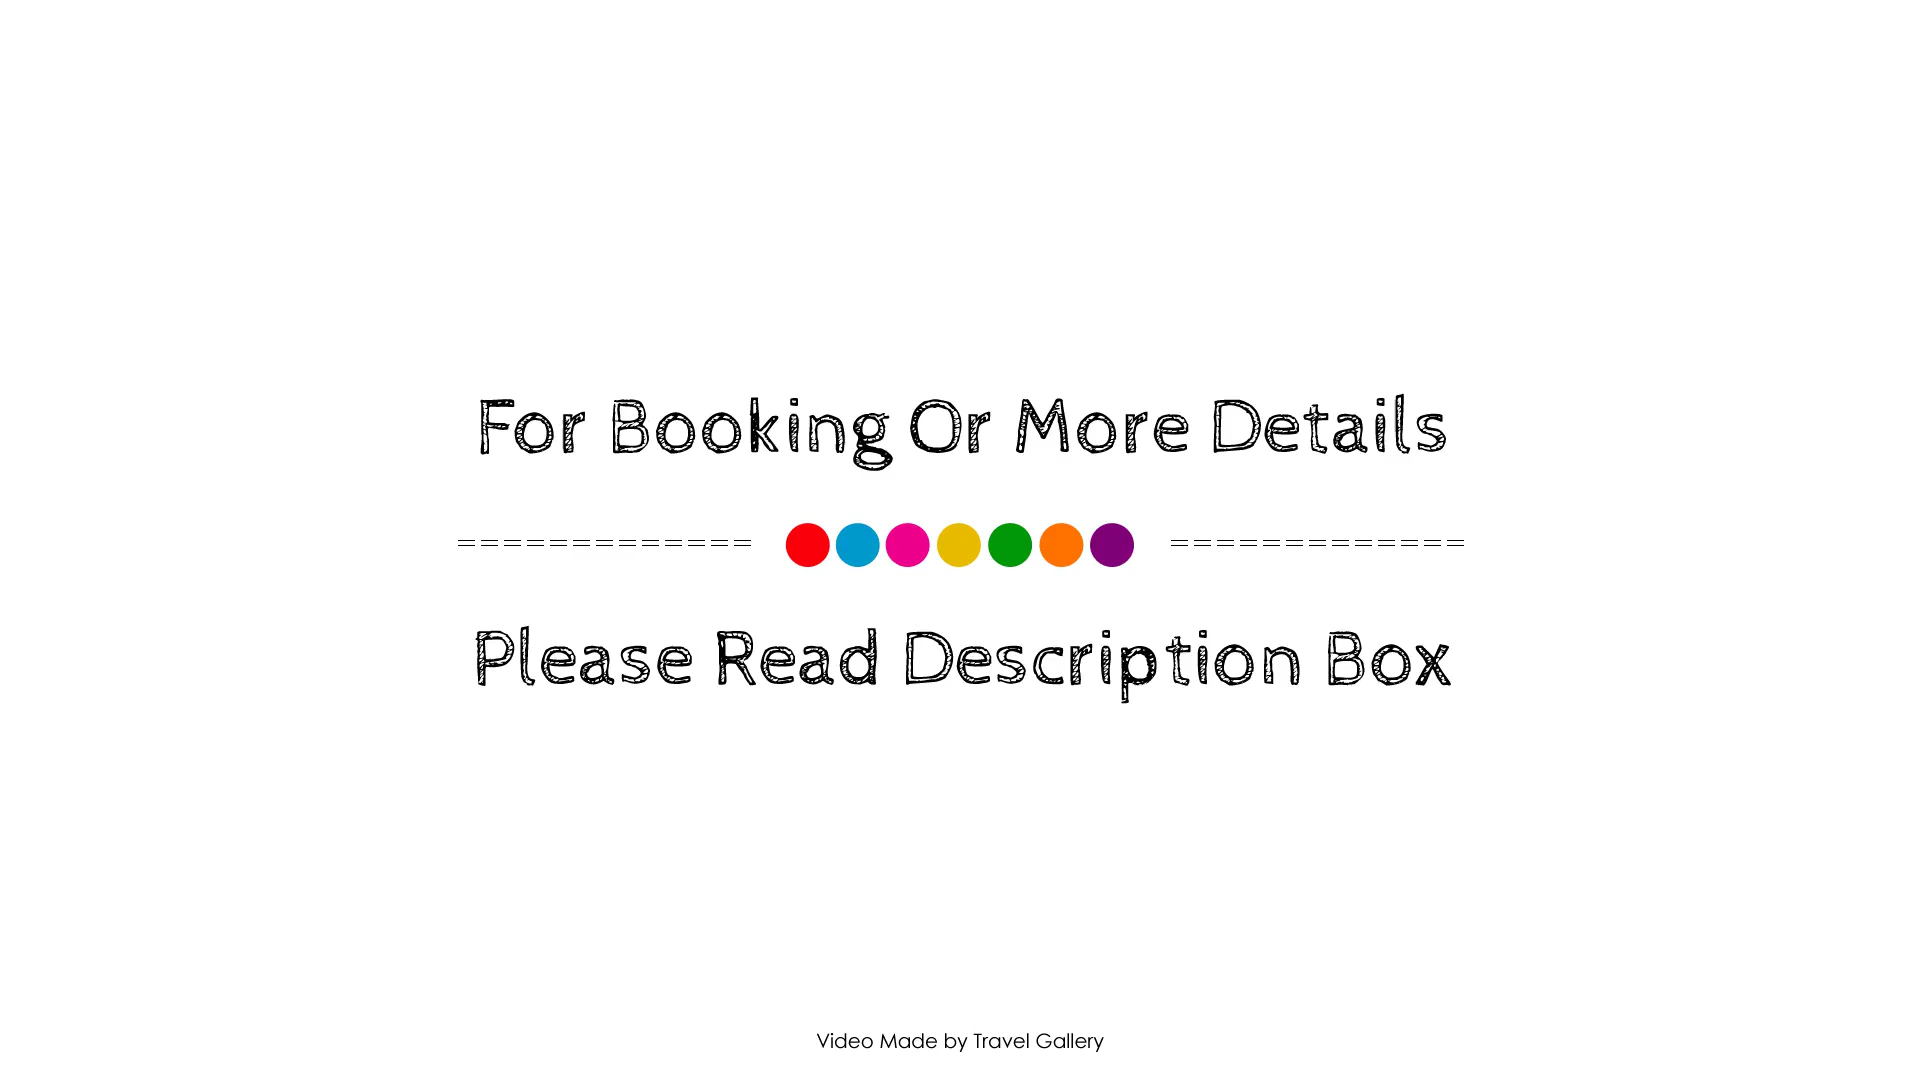 For Booking Or More Details
============= =============
Please Read Description Box
Video Made by Travel Gallery